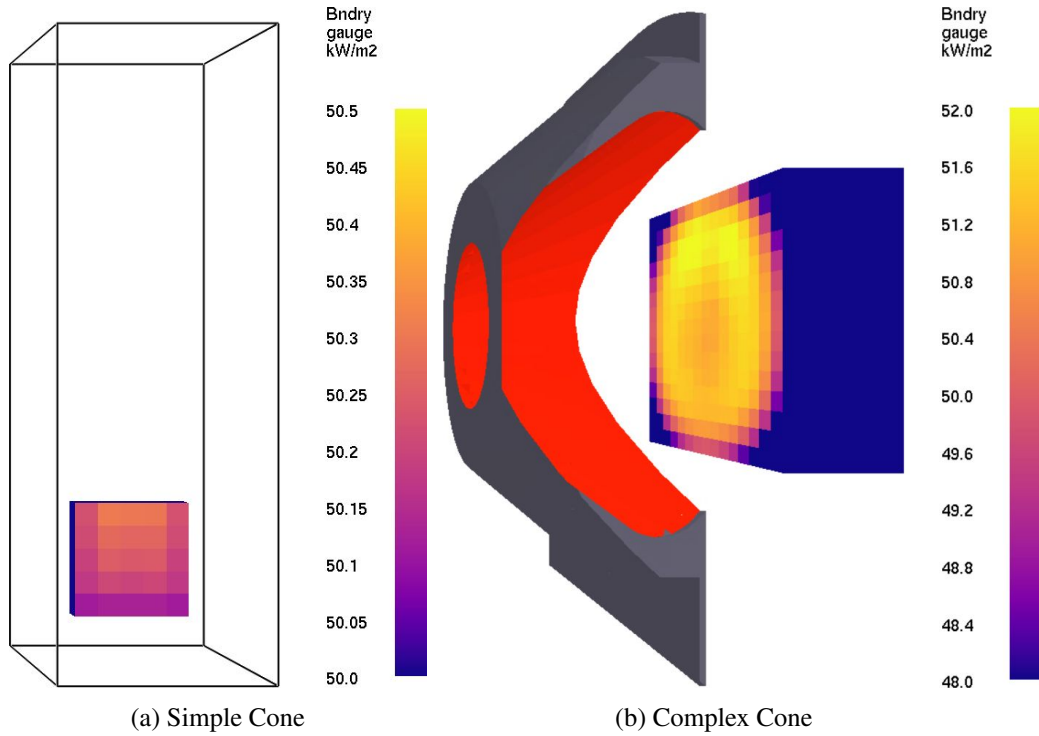 Bndry
gauge
kW/m2
50.5
50.45
50.4
50.35
50.3
50.25
50.2
50.15
50.1
50.05
50.0
Bndry
gauge
kW/m2
52.0
51.6
51.2
50.8
50.4
50.0
49.6
49.2
48.8
48.4
48.0
(a) Simple Cone
(b) Complex Cone